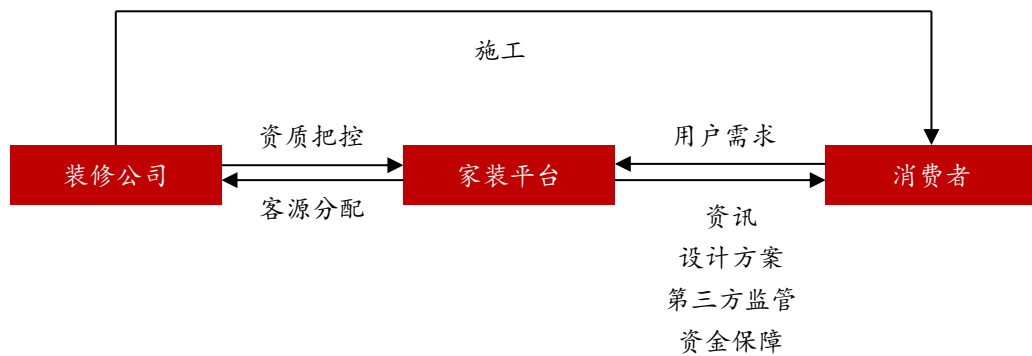 施工
资质把控
用户需求
装修公司
家装平台
消费者
客源分配
资讯
设计方案
第三方监管
资金保障